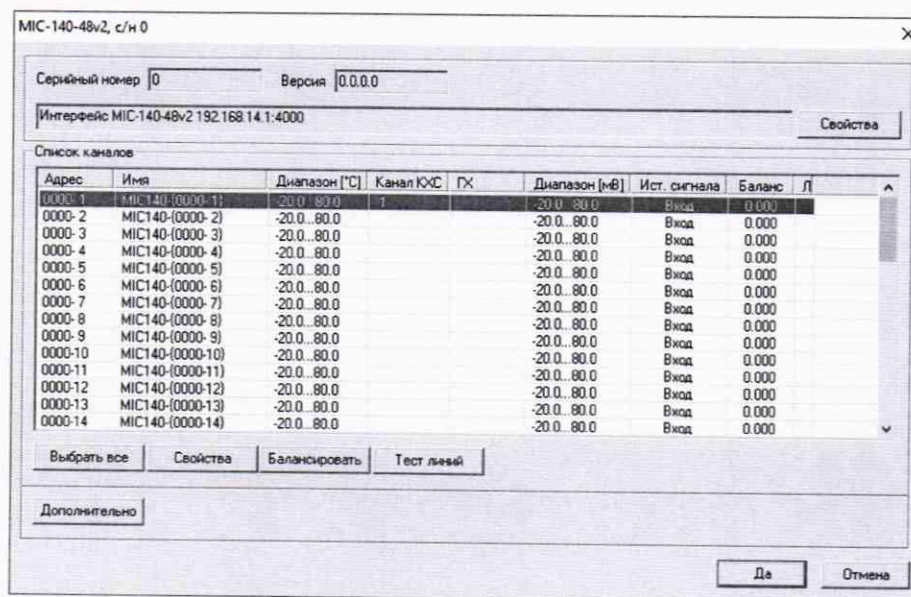 MIC-140-48v2, с/н 0
Серийный номер 0 Версия 0.0.0.0
Интерфейс MIC-140-48v2 192.168.14.1:4000 Свойства
Список каналов
Адрес Имя Диапазон [°C] Канал КХС ГХ Диапазон [мВ] Ист. сигнала Баланс Л
0000- 1 MIC140-{0000- 1} -20.0...80.0 1 -20.0...80.0 Вход 0.000
0000- 2 MIC140-{0000- 2} -20.0...80.0 -20.0...80.0 Вход 0.000
0000- 3 MIC140-{0000- 3} -20.0...80.0 -20.0...80.0 Вход 0.000
0000- 4 MIC140-{0000- 4} -20.0...80.0 -20.0...80.0 Вход 0.000
0000- 5 MIC140-{0000- 5} -20.0...80.0 -20.0...80.0 Вход 0.000
0000- 6 MIC140-{0000- 6} -20.0...80.0 -20.0...80.0 Вход 0.000
0000- 7 MIC140-{0000- 7} -20.0...80.0 -20.0...80.0 Вход 0.000
0000- 8 MIC140-{0000- 8} -20.0...80.0 -20.0...80.0 Вход 0.000
0000- 9 MIC140-{0000- 9} -20.0...80.0 -20.0...80.0 Вход 0.000
0000-10 MIC140-{0000-10} -20.0...80.0 -20.0...80.0 Вход 0.000
0000-11 MIC140-{0000-11} -20.0...80.0 -20.0...80.0 Вход 0.000
0000-12 MIC140-{0000-12} -20.0...80.0 -20.0...80.0 Вход 0.000
0000-13 MIC140-{0000-13} -20.0...80.0 -20.0...80.0 Вход 0.000
0000-14 MIC140-{0000-14} -20.0...80.0 -20.0...80.0 Вход 0.000
Выбрать все Свойства Балансировать Тест линий
Дополнительно
Да Отмена